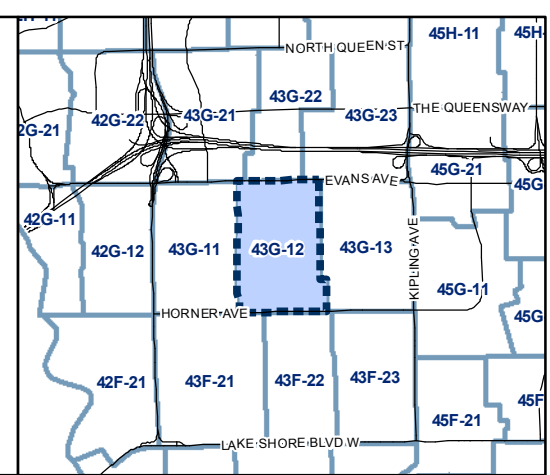 45H-11
45H-
NORTH QUEEN ST
43G-22
42G-22
43G-21
43G-23
THE QUEENSWAY
2G-21
EVANS AVE
45G-21
45G
42G-11
42G-12
43G-11
43G-12
43G-13
KIPLING AVE
45G-11
HORNER AVE
45G
42F-21
43F-21
43F-22
43F-23
45F
45F-21
LAKE SHORE BLVD W